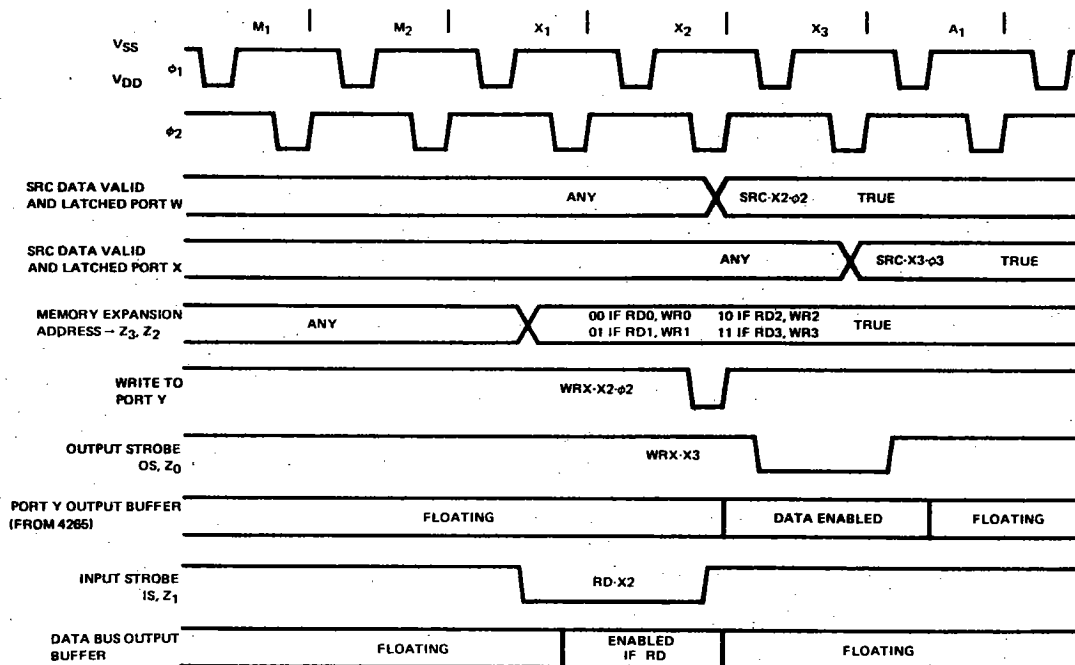 M1 M2 X1 X2 X3 A1
VSS
VDD
ϕ1
ϕ2
SRC DATA VALID
AND LATCHED PORT W
ANY
SRC·X2·ϕ2
TRUE
SRC DATA VALID
AND LATCHED PORT X
ANY
SRC·X3·ϕ3
TRUE
MEMORY EXPANSION
ADDRESS → Z3, Z2
ANY
00 IF RD0, WR0 10 IF RD2, WR2
01 IF RD1, WR1 11 IF RD3, WR3
TRUE
WRITE TO
PORT Y
WRX·X2·ϕ2
OUTPUT STROBE
OS, Z0
WRX·X3
PORT Y OUTPUT BUFFER
(FROM 4265)
FLOATING
DATA ENABLED
FLOATING
INPUT STROBE
IS, Z1
RD·X2
DATA BUS OUTPUT
BUFFER
FLOATING
ENABLED
IF RD
FLOATING